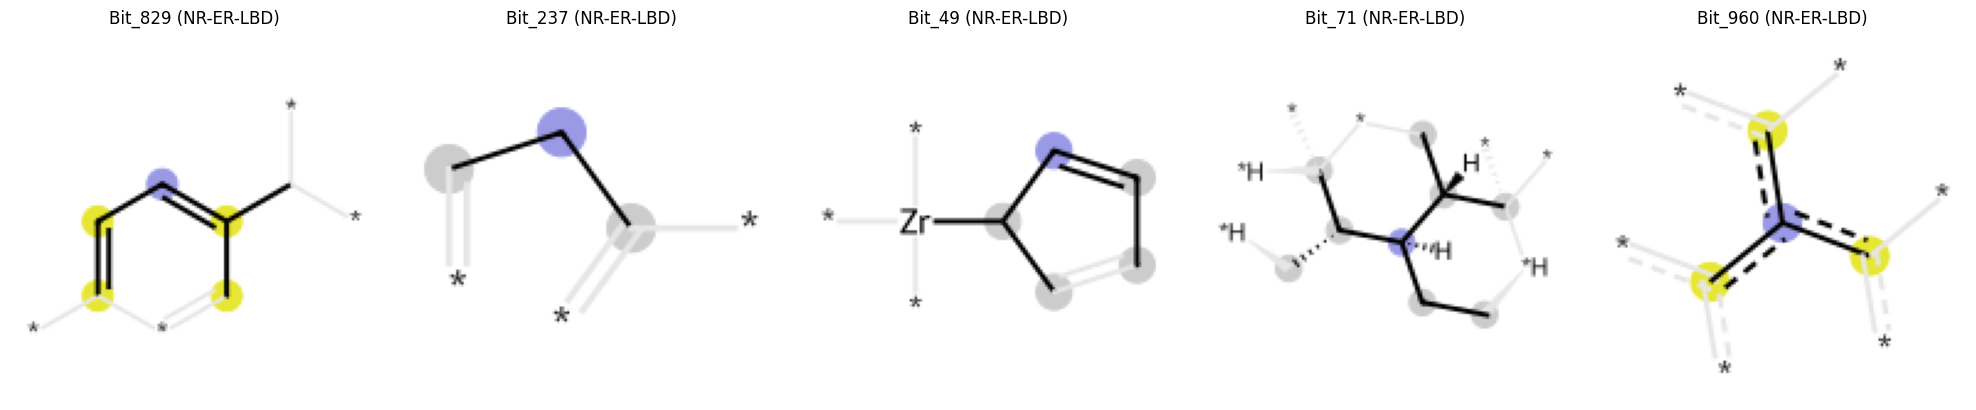 Bit_829 (NR-ER-LBD)
Bit_237 (NR-ER-LBD)
Bit_49 (NR-ER-LBD)
Bit_71 (NR-ER-LBD)
Bit_960 (NR-ER-LBD)
*
*
*
*
*
*
*
*
*
*
Zr
*
*
*
*H
*
*
H
*H
H
*H
*
*
*
*
*
*